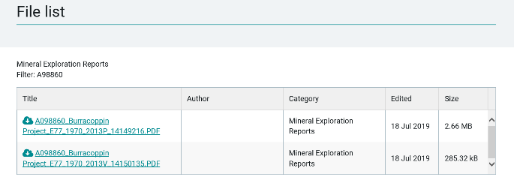 File list
Mineral Exploration Reports
Filter: A98860
Title Author Category Edited Size
A098860_Burracoppin Project_E77_1970_2013P_14149216.PDF Mineral Exploration Reports 18 Jul 2019 2.66 MB
A098860_Burracoppin Project_E77_1970_2013V_14150135.PDF Mineral Exploration Reports 18 Jul 2019 285.32 kB